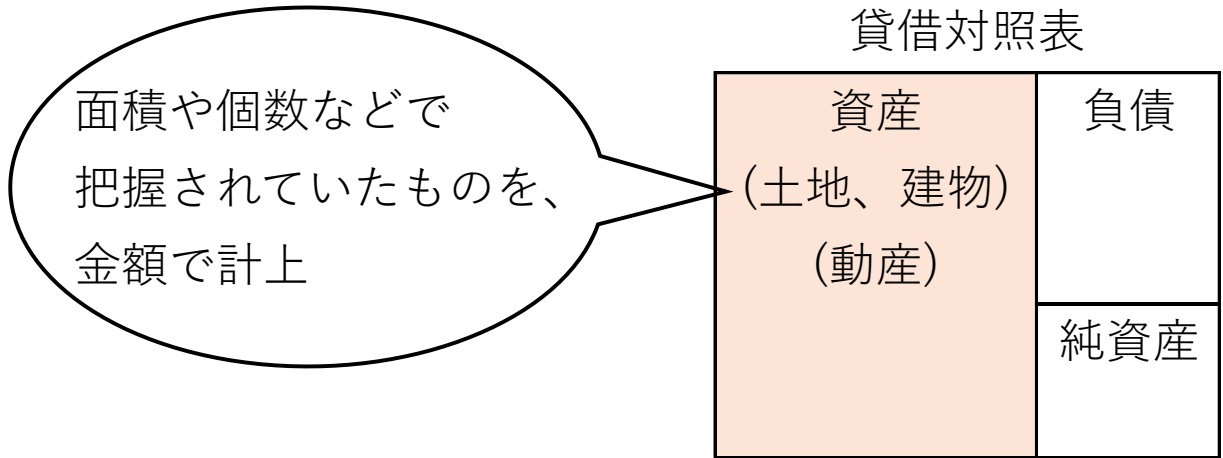 面積や個数などで
把握されていたものを、
金額で計上
貸借対照表
資産
(土地、建物)
(動産)
負債
純資産